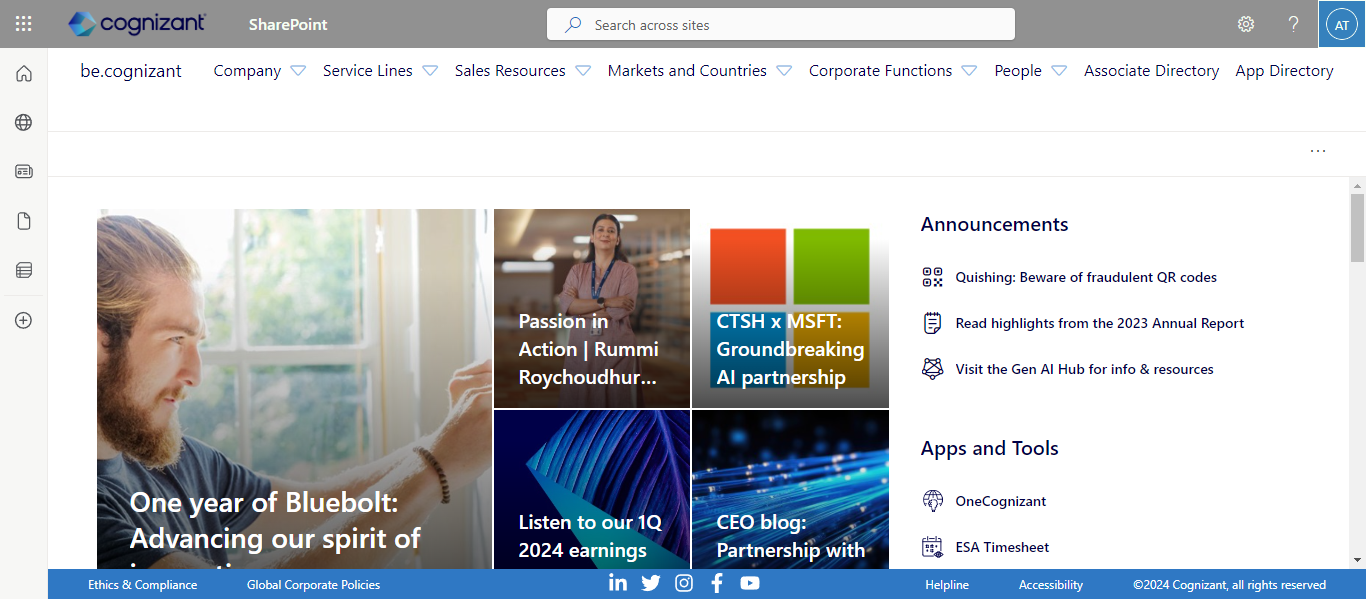 cognizant
SharePoint
Search across sites
?
AT
be.cognizant
Company
Service Lines
Sales Resources
Markets and Countries
Corporate Functions
People
Associate Directory
App Directory
One year of Bluebolt:
Advancing our spirit of
Passion in
Action | Rummi
Roychoudhur...
CTSH x MSFT:
Groundbreaking
AI partnership
Listen to our 1Q
2024 earnings
CEO blog:
Partnership with
Announcements
Quishing: Beware of fraudulent QR codes
Read highlights from the 2023 Annual Report
Visit the Gen AI Hub for info & resources
Apps and Tools
OneCognizant
ESA Timesheet
Ethics & Compliance
Global Corporate Policies
Helpline
Accessibility
©2024 Cognizant, all rights reserved